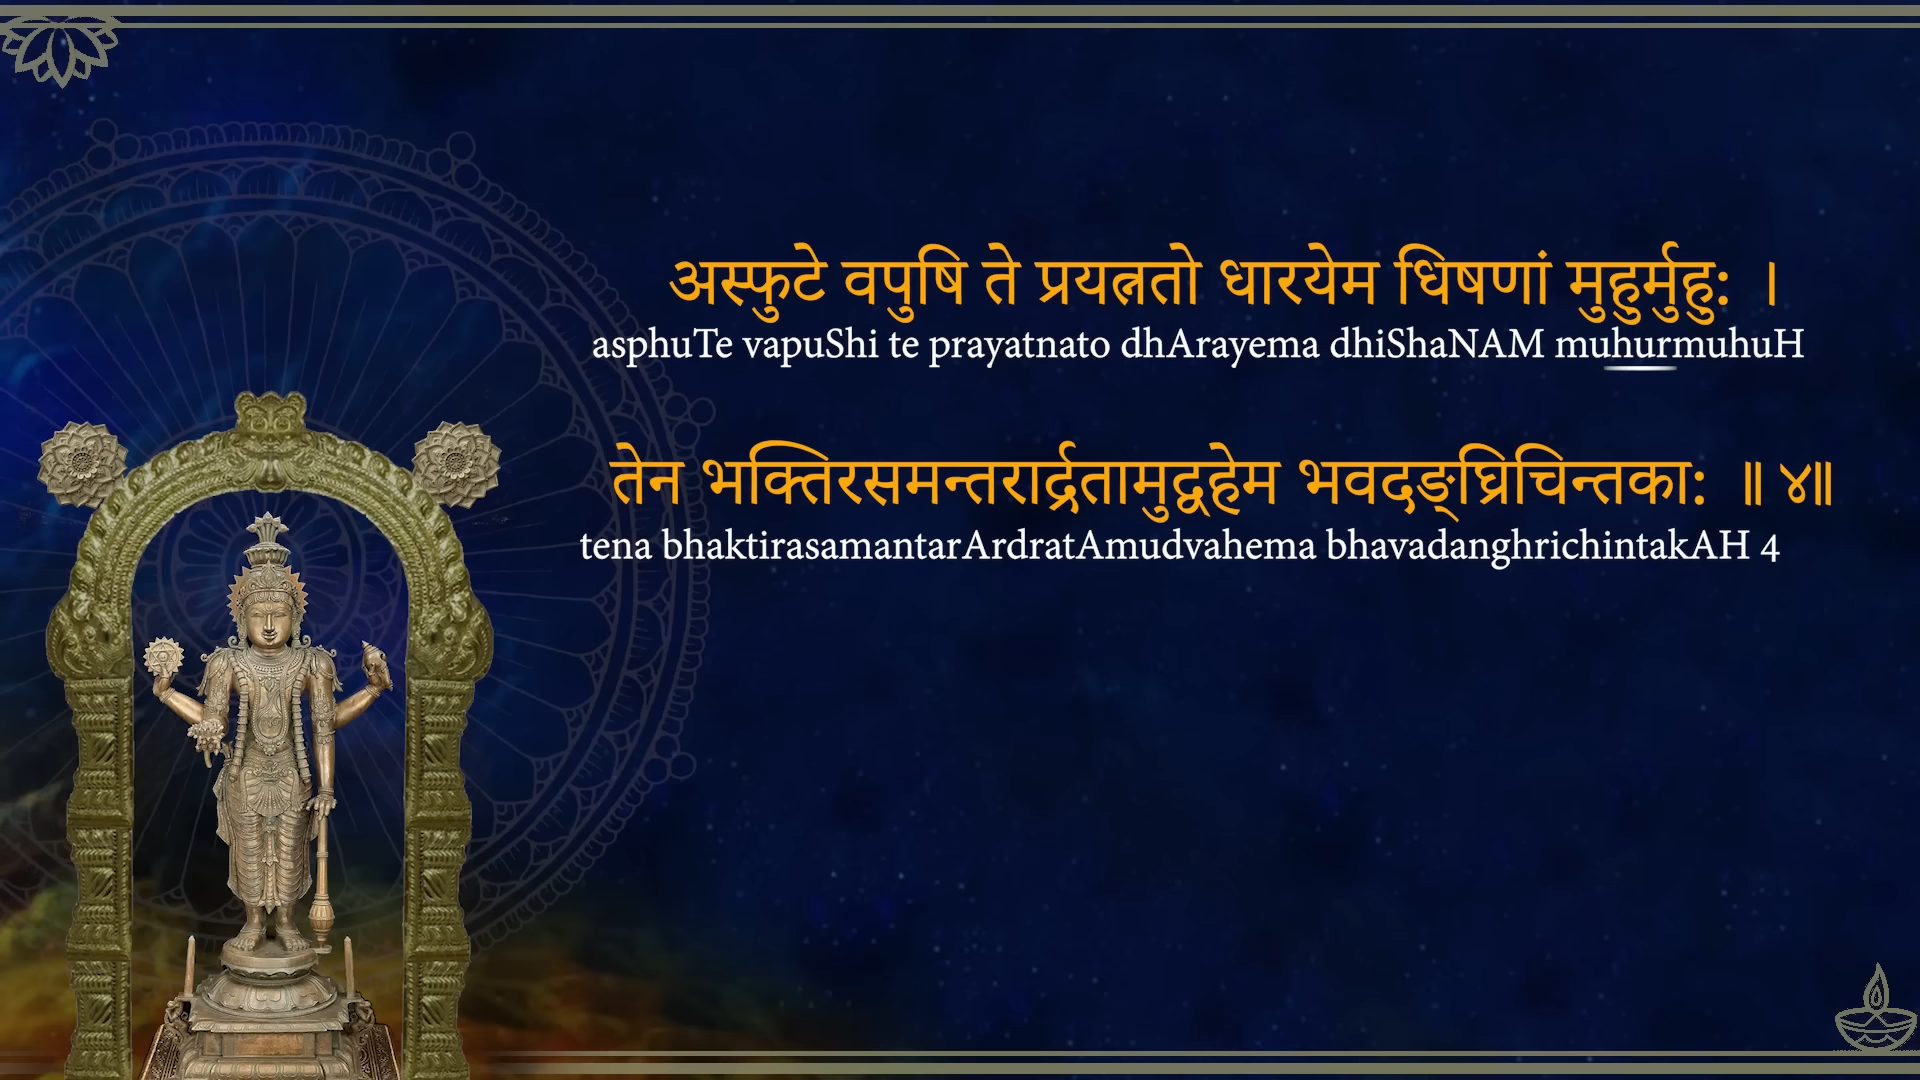 अस्फुटे वपुषि ते प्रयत्नतो धारयेम धिषणां मुहुर्मुहुः ।
asphuTe vapuShi te prayatnato dhArayema dhiShaNAM muhurmuhuH
तेन भक्तिरसमन्तरार्द्रतामुद्वहेम भवदङ्घ्रिचिन्तकाः ॥ ४॥
tena bhaktirasamantarArdratAmudvahema bhavadanghrichintakAH 4